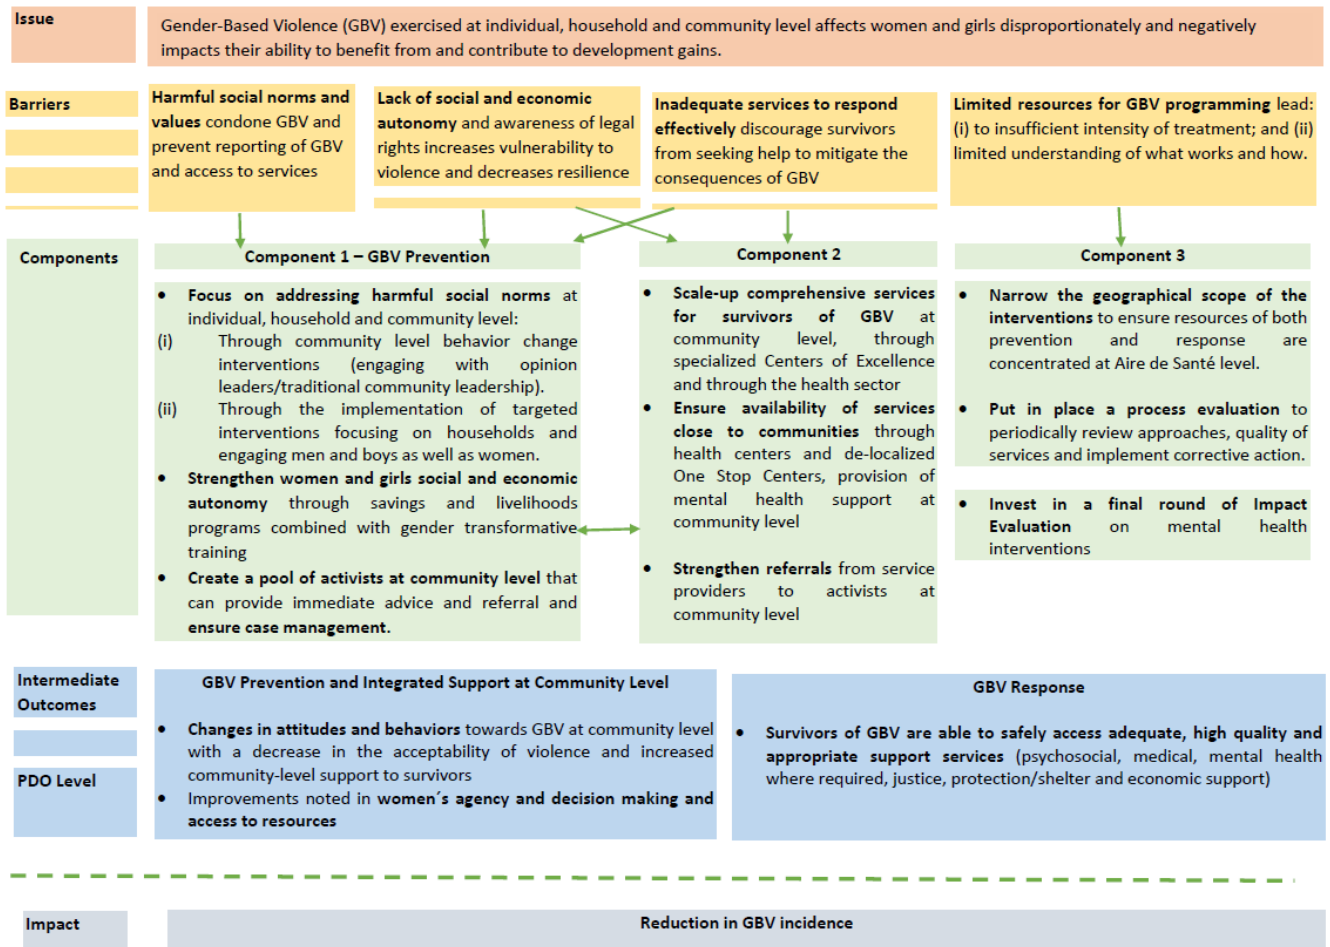 Issue
Gender-Based Violence (GBV) exercised at individual, household and community level affects women and girls disproportionately and negatively
impacts their ability to benefit from and contribute to development gains.
Barriers
Harmful social norms and
values condone GBV and
prevent reporting of GBV
and access to services
Lack of social and economic
autonomy and awareness of legal
rights increases vulnerability to
violence and decreases resilience
Inadequate services to respond
effectively discourage survivors
from seeking help to mitigate the
consequences of GBV
Limited resources for GBV programming lead:
(i) to insufficient intensity of treatment; and (ii)
limited understanding of what works and how.
Components
Component 1 – GBV Prevention
• Focus on addressing harmful social norms at
individual, household and community level:
(i) Through community level behavior change
interventions (engaging with opinion
leaders/traditional community leadership).
(ii) Through the implementation of targeted
interventions focusing on households and
engaging men and boys as well as women.
• Strengthen women and girls social and economic
autonomy through savings and livelihoods
programs combined with gender transformative
training
• Create a pool of activists at community level that
can provide immediate advice and referral and
ensure case management.
Component 2
• Scale-up comprehensive services
for survivors of GBV at
community level, through
specialized Centers of Excellence
and through the health sector
• Ensure availability of services
close to communities through
health centers and de-localized
One Stop Centers, provision of
mental health support at
community level
• Strengthen referrals from service
providers to activists at
community level
Component 3
• Narrow the geographical scope of the
interventions to ensure resources of both
prevention and response are
concentrated at Aire de Santé level.
• Put in place a process evaluation to
periodically review approaches, quality of
services and implement corrective action.
• Invest in a final round of Impact
Evaluation on mental health
interventions
Intermediate
Outcomes
PDO Level
GBV Prevention and Integrated Support at Community Level
• Changes in attitudes and behaviors towards GBV at community level
with a decrease in the acceptability of violence and increased
community-level support to survivors
• Improvements noted in women´s agency and decision making and
access to resources
GBV Response
• Survivors of GBV are able to safely access adequate, high quality and
appropriate support services (psychosocial, medical, mental health
where required, justice, protection/shelter and economic support)
Impact
Reduction in GBV incidence